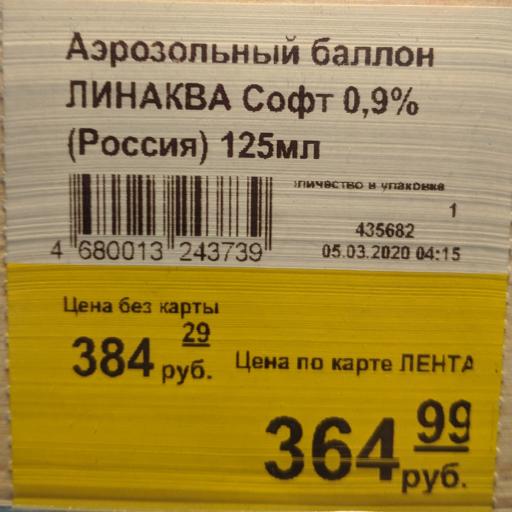 Аэрозольный баллон
ЛИНАКВА Софт 0,9%
(Россия) 125мл
личество в упаковке
1
435682
4 680013 243739
05.03.2020 04:15
Цена без карты
384 29 руб.
Цена по карте ЛЕНТА
364 99 руб.